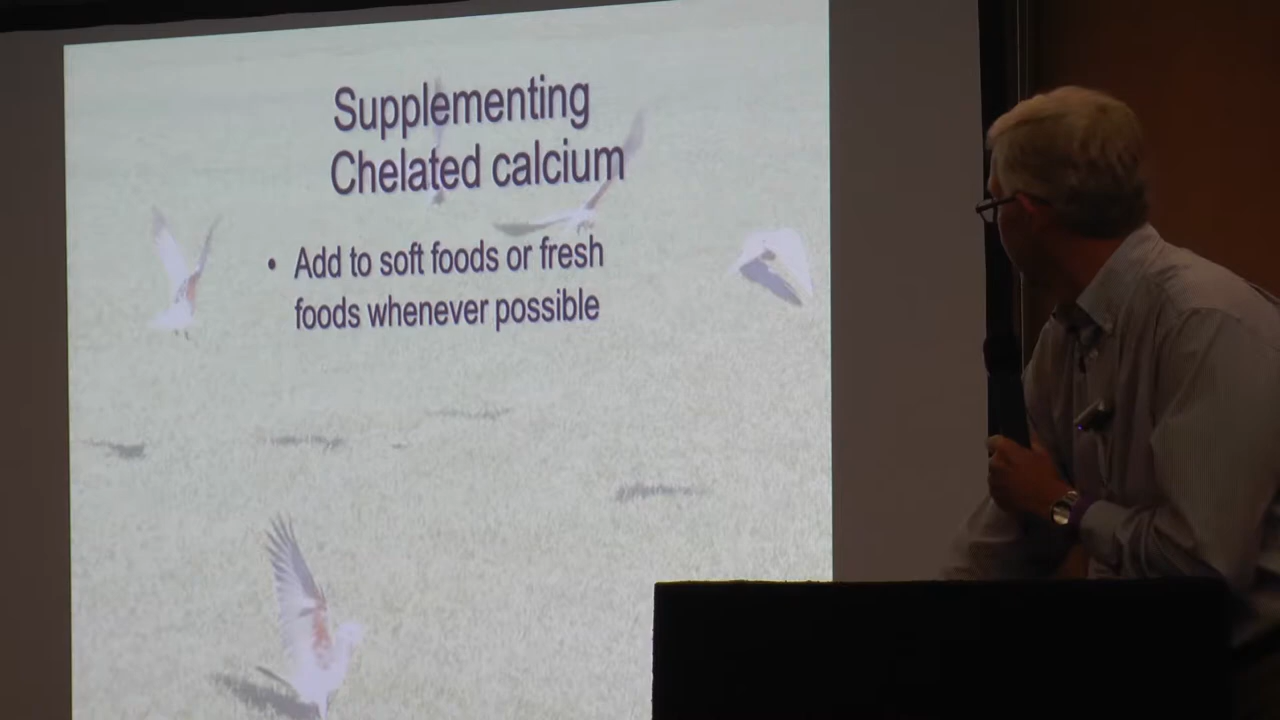 Supplementing
Chelated calcium
• Add to soft foods or fresh
foods whenever possible